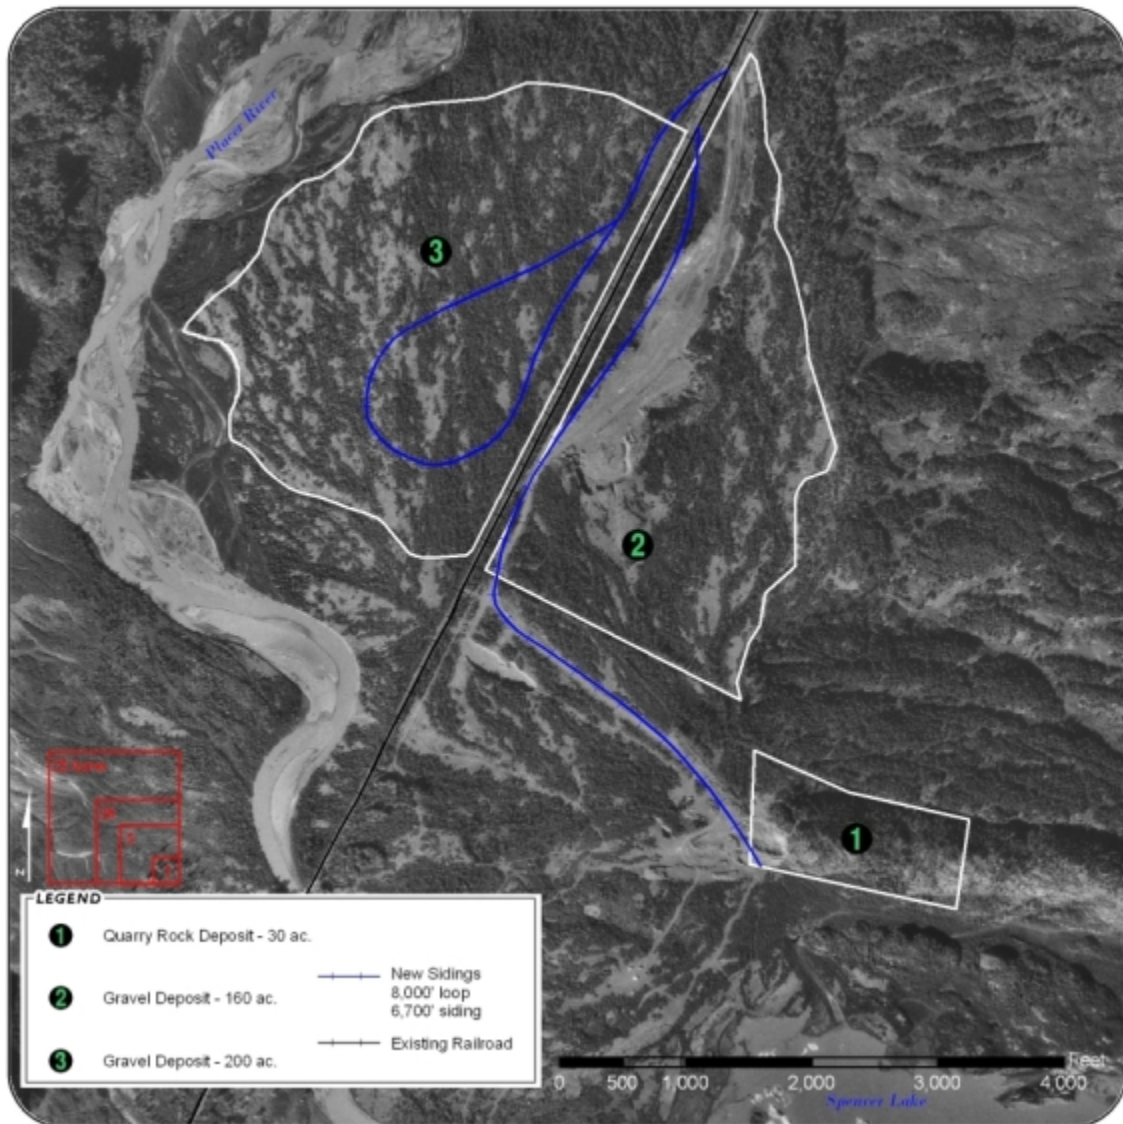 Placer River
3
2
1
N
LEGEND
1 Quarry Rock Deposit - 30 ac.
2 Gravel Deposit - 160 ac.
3 Gravel Deposit - 200 ac.
New Sidings
8,000' loop
6,700' siding
Existing Railroad
Feet
0 500 1,000 2,000 3,000 4,000
Spencer Lake